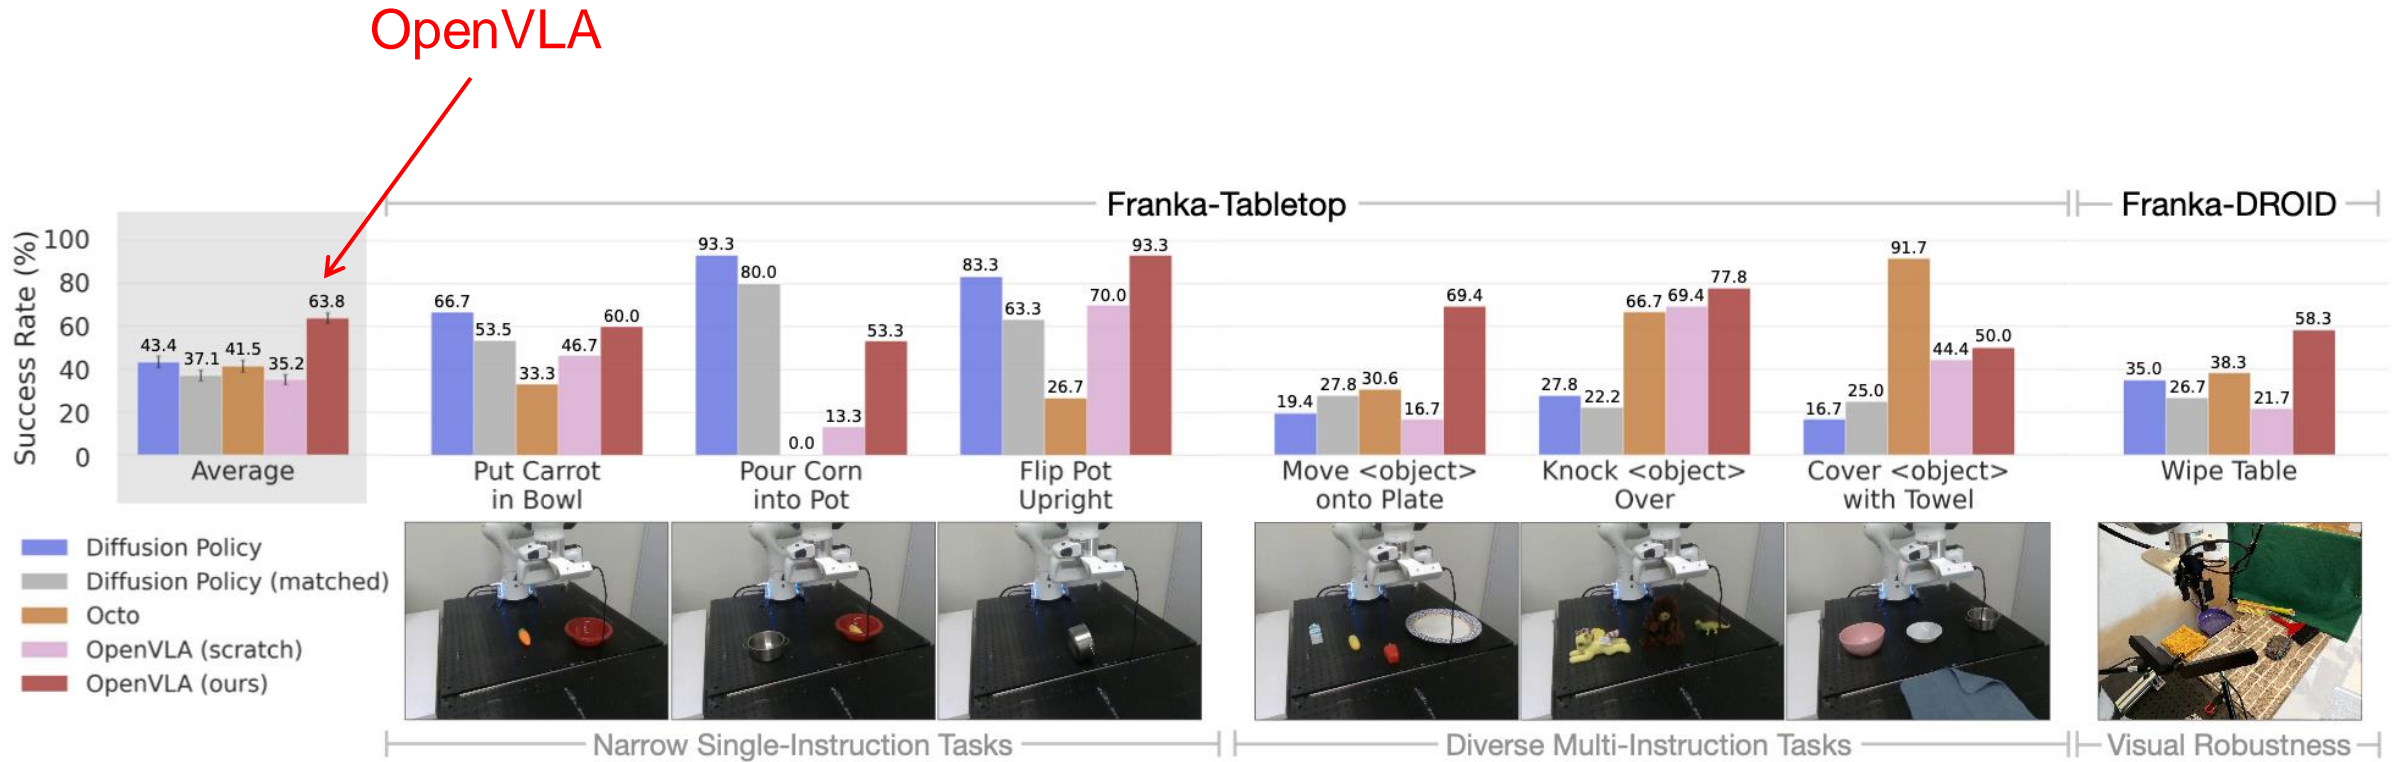 OpenVLA
Franka-Tabletop
Franka-DROID
Success Rate (%)
100
80
60
40
20
0
43.4
37.1
41.5
35.2
63.8
66.7
53.5
33.3
46.7
60.0
93.3
80.0
0.0
13.3
53.3
83.3
63.3
26.7
70.0
93.3
19.4
27.8
30.6
16.7
69.4
27.8
22.2
66.7
69.4
77.8
16.7
25.0
91.7
44.4
50.0
35.0
26.7
38.3
21.7
58.3
Average
Put Carrot
in Bowl
Pour Corn
into Pot
Flip Pot
Upright
Move <object>
onto Plate
Knock <object>
Over
Cover <object>
with Towel
Wipe Table
Diffusion Policy
Diffusion Policy (matched)
Octo
OpenVLA (scratch)
OpenVLA (ours)
Narrow Single-Instruction Tasks
Diverse Multi-Instruction Tasks
Visual Robustness